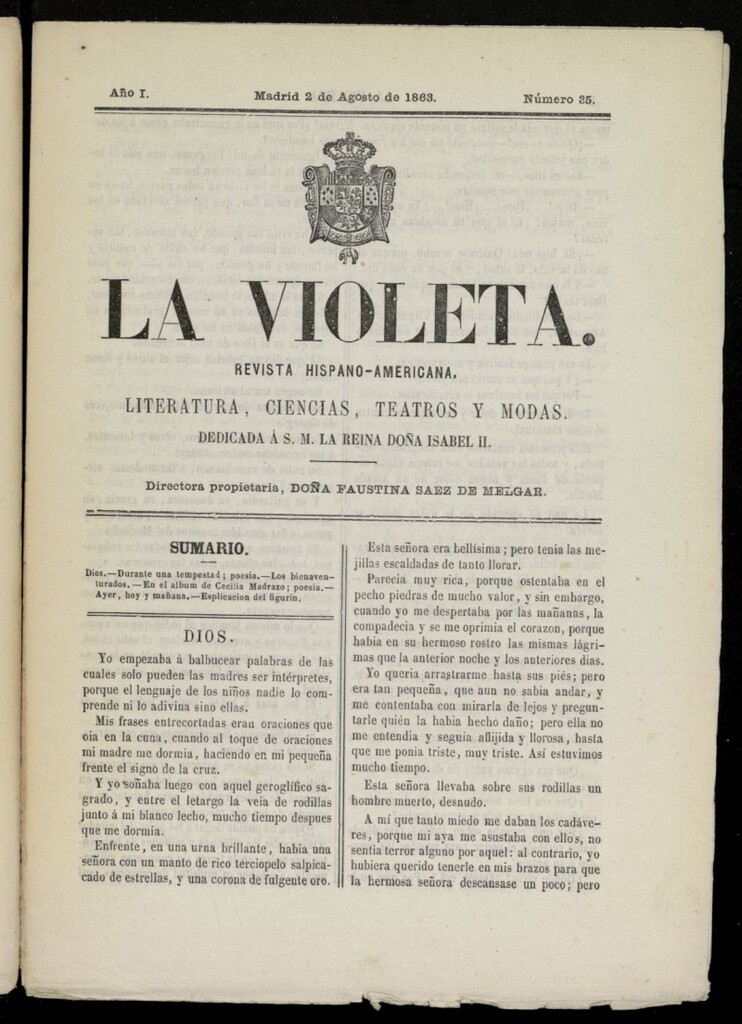 Año I.
Madrid 2 de Agosto de 1863.
Número 35.
LA VIOLETA.
REVISTA HISPANO-AMERICANA.
LITERATURA, CIENCIAS, TEATROS Y MODAS.
DEDICADA Á S. M. LA REINA DOÑA ISABEL II.
Directora propietaria, DOÑA FAUSTINA SAEZ DE MELGAR.
SUMARIO.
Dios.—Durante una tempestad; poesía.—Los bienaven-
turados.—En el album de Cecilia Madrazo; poesía.—
Ayer, hoy y mañana.—Esplicacion del figurin.
DIOS.
Yo empezaba á balbucear palabras de las
cuales solo pueden las madres ser intérpretes,
porque el lenguaje de los niños nadie lo com-
prende ni lo adivina sino ellas.
Mis frases entrecortadas eran oraciones que
oia en la cuna, cuando al toque de oraciones
mi madre me dormia, haciendo en mi pequeña
frente el signo de la cruz.
Y yo soñaba luego con aquel geroglífico sa-
grado, y entre el letargo la veia de rodillas
junto á mi blanco lecho, mucho tiempo despues
que me dormia.
Enfrente, en una urna brillante, habia una
señora con un manto de rico terciopelo salpica-
cado de estrellas, y una corona de fulgente oro.
Esta señora era bellísima; pero tenia las me-
jillas escaldadas de tanto llorar.
Parecia muy rica, porque ostentaba en el
pecho piedras de mucho valor, y sin embargo,
cuando yo me despertaba por las mañanas, la
compadecia y se me oprimia el corazon, porque
habia en su hermoso rostro las mismas lágri-
mas que la anterior noche y los anteriores dias.
Yo queria arrastrarme hasta sus piés; pero
era tan pequeña, que aun no sabia andar, y
me contentaba con mirarla de lejos y pregun-
tarle quién la habia hecho daño; pero ella no
me entendia y seguia aflijida y llorosa, hasta
que me ponia triste, muy triste. Así estuvimos
mucho tiempo.
Esta señora llevaba sobre sus rodillas un
hombre muerto, desnudo.
A mí que tanto miedo me daban los cadáve-
res, porque mi aya me asustaba con ellos, no
sentia terror alguno por aquel: al contrario, yo
hubiera querido tenerle en mis brazos para que
la hermosa señora descansase un poco; pero